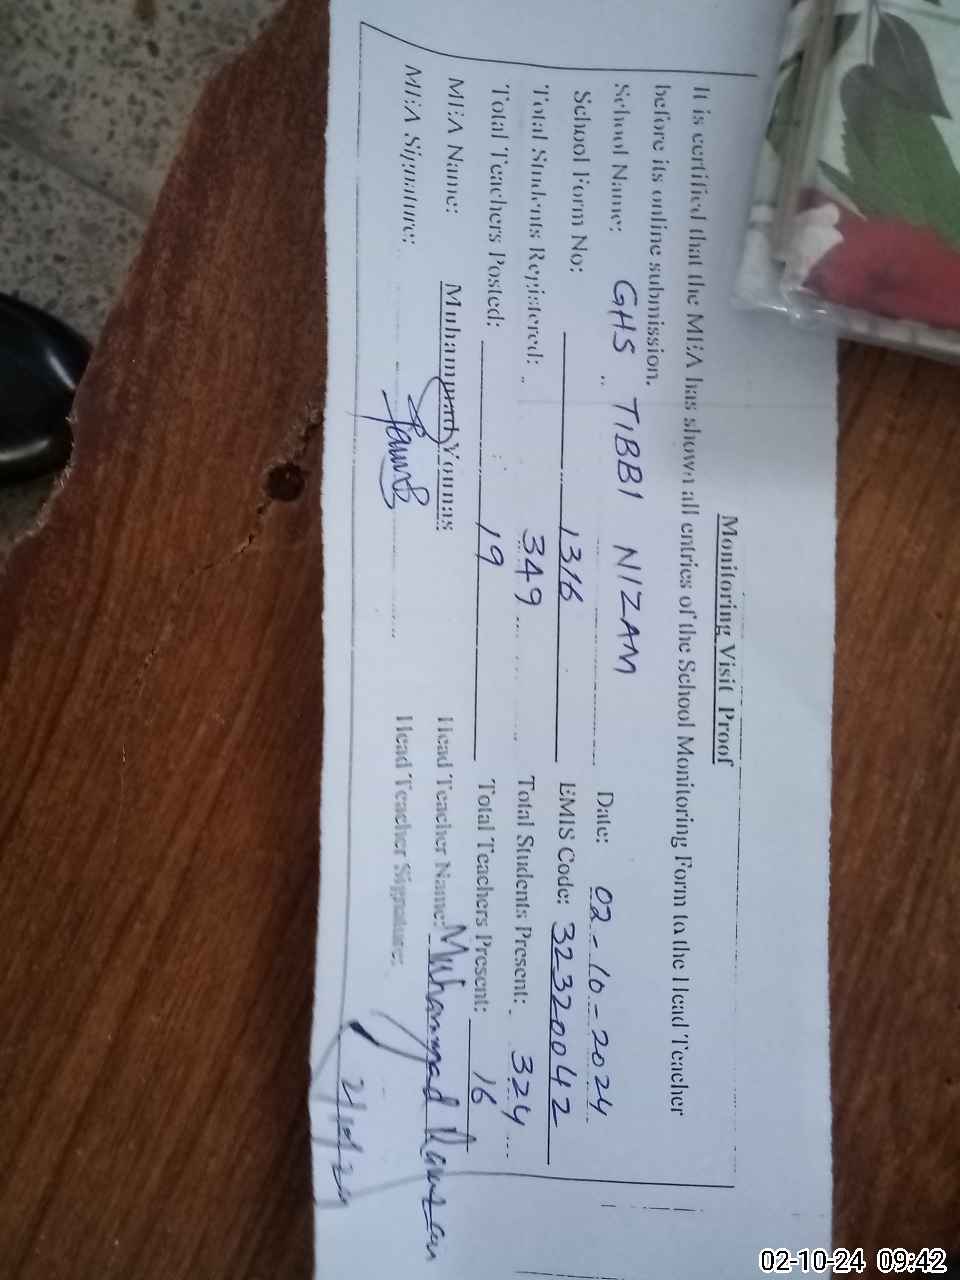 Monitoring Visit Proof
It is certified that the MEA has shown all entries of the School Monitoring Form to the Head Teacher
before its online submission.
School Name: GHS TIBBI NIZAM Date: 02-10-2024
School Form No: 1316 EMIS Code: 32320042
Total Students Registered: 349 Total Students Present: 324
Total Teachers Posted: 19 Total Teachers Present: 16
MEA Name: Muhammad Younas Head Teacher Name: Muhammad Ramzan
MEA Signature: Head Teacher Signature:
02-10-24 09:42